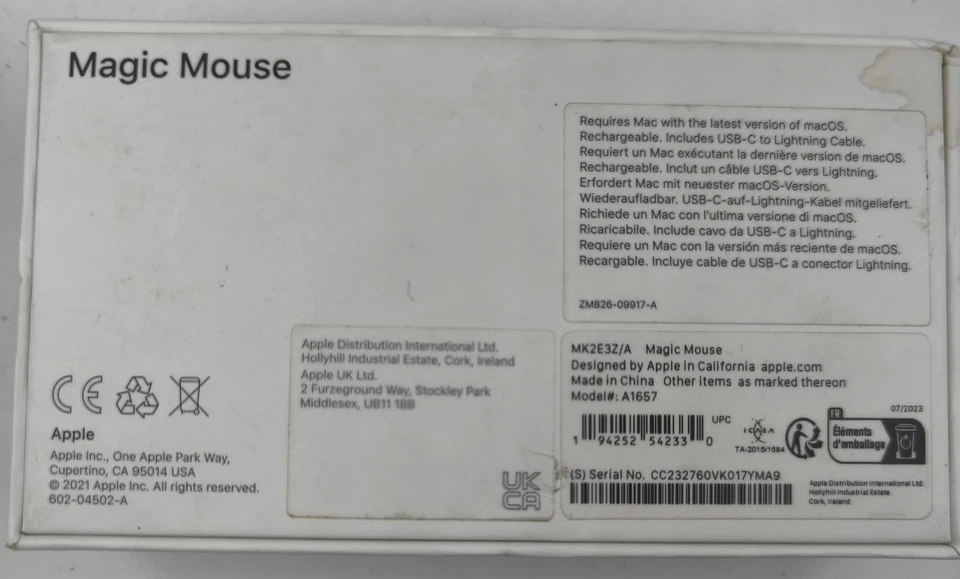 Magic Mouse
Requires Mac with the latest version of macOS.
Rechargeable. Includes USB-C to Lightning Cable.
Requiert un Mac exécutant la dernière version de macOS.
Rechargeable. Inclut un câble USB-C vers Lightning.
Erfordert Mac mit neuester macOS-Version.
Wiederaufladbar. USB-C-auf-Lightning-Kabel mitgeliefert.
Richiede un Mac con l'ultima versione di macOS.
Ricaricabile. Include cavo da USB-C a Lightning.
Requiere un Mac con la versión más reciente de macOS.
Recargable. Incluye cable de USB-C a conector Lightning.
ZM826-09917-A
Apple Distribution International Ltd.
Hollyhill Industrial Estate, Cork, Ireland
Apple UK Ltd.
2 Furzeground Way, Stockley Park
Middlesex, UB11 1BB
UK
CA
CE
Apple
Apple Inc., One Apple Park Way,
Cupertino, CA 95014 USA
© 2021 Apple Inc. All rights reserved.
602-04502-A
MK2E3Z/A Magic Mouse
Designed by Apple in California apple.com
Made in China Other items as marked thereon
Model#: A1657
UPC
1 94252 54233 0
ICASA
TA-2015/1684
FR
07/2023
Éléments
d'emballage
(S) Serial No. CC232760VK017YMA9
Apple Distribution International Ltd.
Hollyhill Industrial Estate
Cork, Ireland